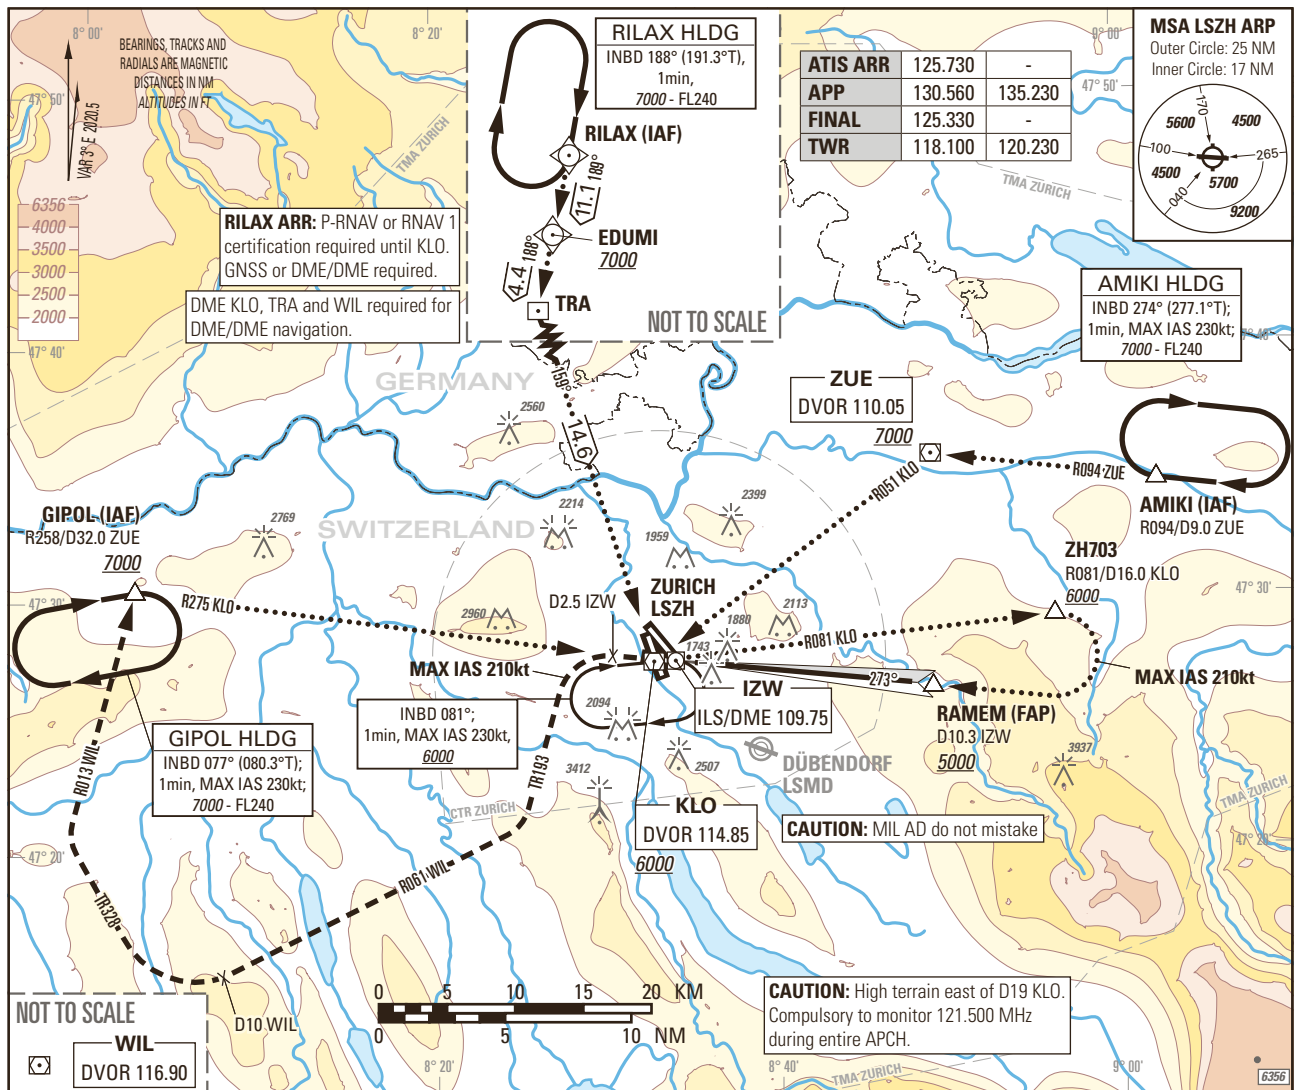 8° 00'
8° 20'
9° 00'
BEARINGS, TRACKS AND
RADIALS ARE MAGNETIC
DISTANCES IN NM
ALTITUDES IN FT
47° 50'
VAR 3° E 2020.5
6356
4000
3500
3000
2500
2000
47° 40'
TMA ZURICH
RILAX ARR: P-RNAV or RNAV 1
certification required until KLO.
GNSS or DME/DME required.
DME KLO, TRA and WIL required for
DME/DME navigation.
RILAX HLDG
INBD 188° (191.3°T),
1min,
7000 - FL240
RILAX (IAF)
11.1
189°
EDUMI
7000
4.4
188°
TRA
NOT TO SCALE
159°
14.6
ATIS ARR 125.730 -
APP 130.560 135.230
FINAL 125.330 -
TWR 118.100 120.230
47° 50'
TMA ZURICH
MSA LSZH ARP
Outer Circle: 25 NM
Inner Circle: 17 NM
170
5600
4500
100
265
4500
5700
040
9200
AMIKI HLDG
INBD 274° (277.1°T);
1min, MAX IAS 230kt;
7000 - FL240
7° 40'
GERMANY
SWITZERLAND
2560
ZUE
DVOR 110.05
7000
R094 ZUE
R051 KLO
AMIKI (IAF)
R094/D9.0 ZUE
GIPOL (IAF)
R258/D32.0 ZUE
7000
2769
2214
2399
1959
47° 30'
R275 KLO
2960
D2.5 IZW
ZURICH
LSZH
2113
1880
1743
R081 KLO
ZH703
R081/D16.0 KLO
6000
47° 30'
MAX IAS 210kt
MAX IAS 210kt
273°
RAMEM (FAP)
D10.3 IZW
5000
IZW
ILS/DME 109.75
INBD 081°;
1min, MAX IAS 230kt,
6000
2094
GIPOL HLDG
INBD 077° (080.3°T);
1min, MAX IAS 230kt;
7000 - FL240
R013 WIL
TR193
3412
2507
DÜBENDORF
LSMD
3937
TMA ZURICH
CTR ZURICH
KLO
DVOR 114.85
6000
CAUTION: MIL AD do not mistake
47° 20'
47° 20'
R061 WIL
TR328
D10 WIL
NOT TO SCALE
WIL
DVOR 116.90
0 5 10 15 20 KM
0 5 10 NM
CAUTION: High terrain east of D19 KLO.
Compulsory to monitor 121.500 MHz
during entire APCH.
8° 20'
8° 40'
TMA ZURICH
9° 00'
6356